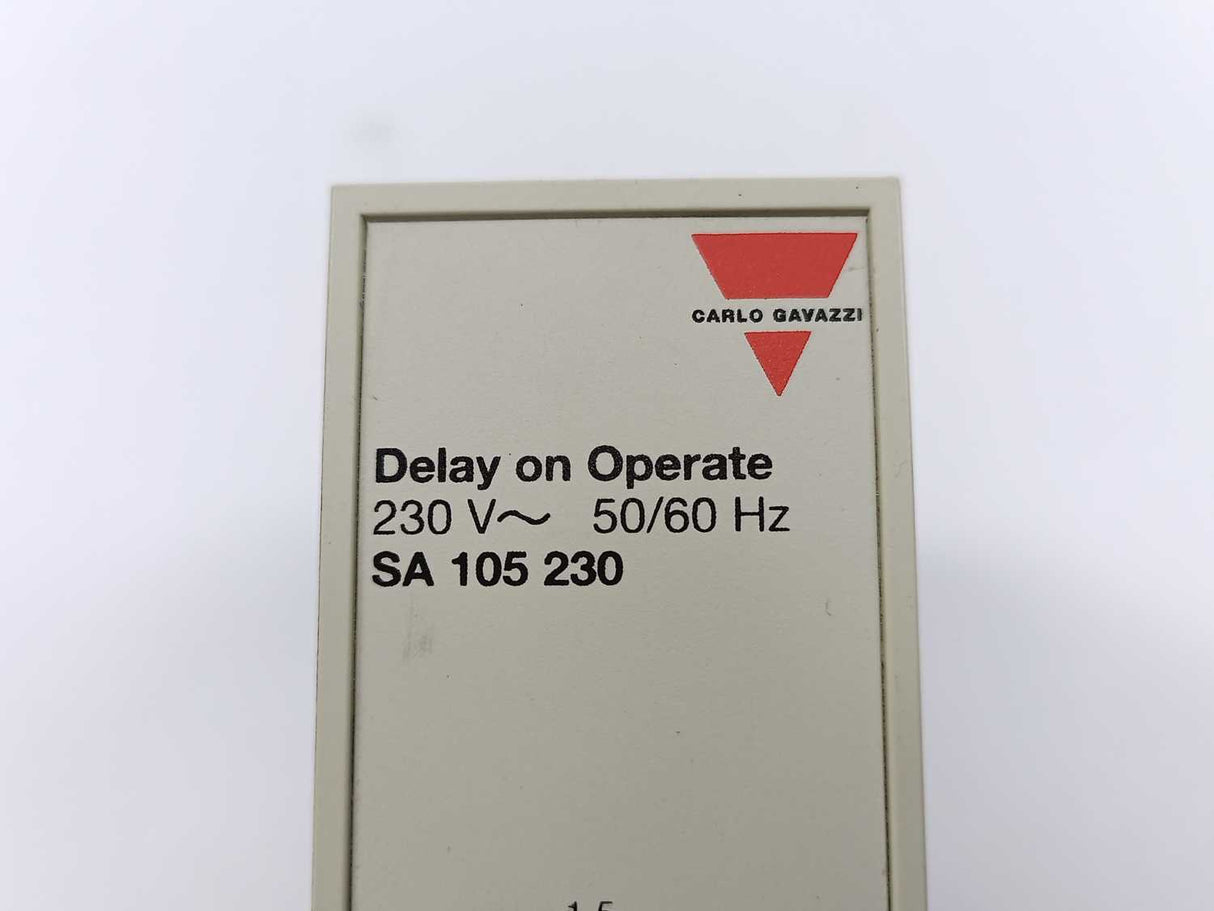 CARLO GAVAZZI
Delay on Operate
230 V~ 50/60 Hz
SA 105 230